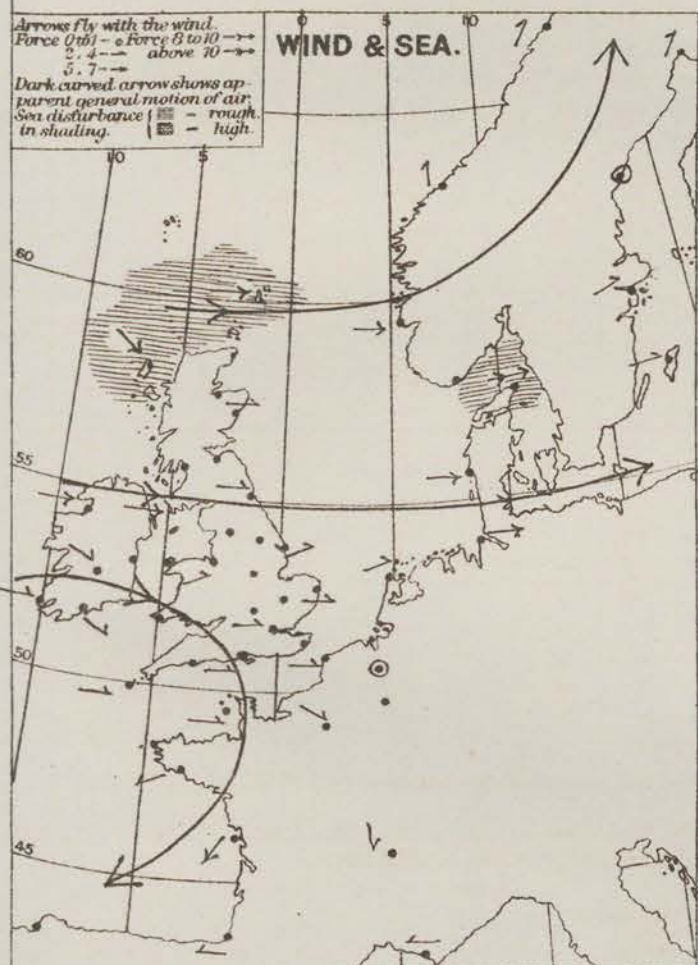 Arrows fly with the wind.
Force 0 to 1 - Force 8 to 10 -
2. 4 - above 10 -
5. 7 -
Dark curved arrow shows ap-
parent general motion of air.
Sea disturbance - rough.
in shading. - high.
WIND & SEA.
0 5 10
10 5
60
55
50
45